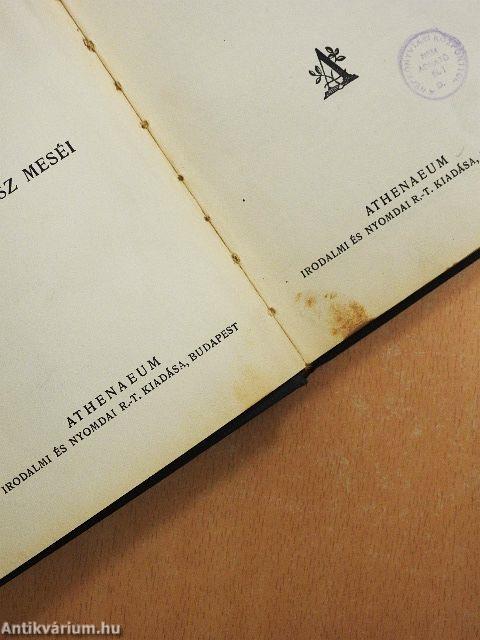 SZ MESÉI
ATHENAEUM
IRODALMI ÉS NYOMDAI R.-T. KIADÁSA, BUDAPEST
A
ATHENAEUM
IRODALMI ÉS NYOMDAI R.-T. KIADÁSA,
Antikvárium.hu